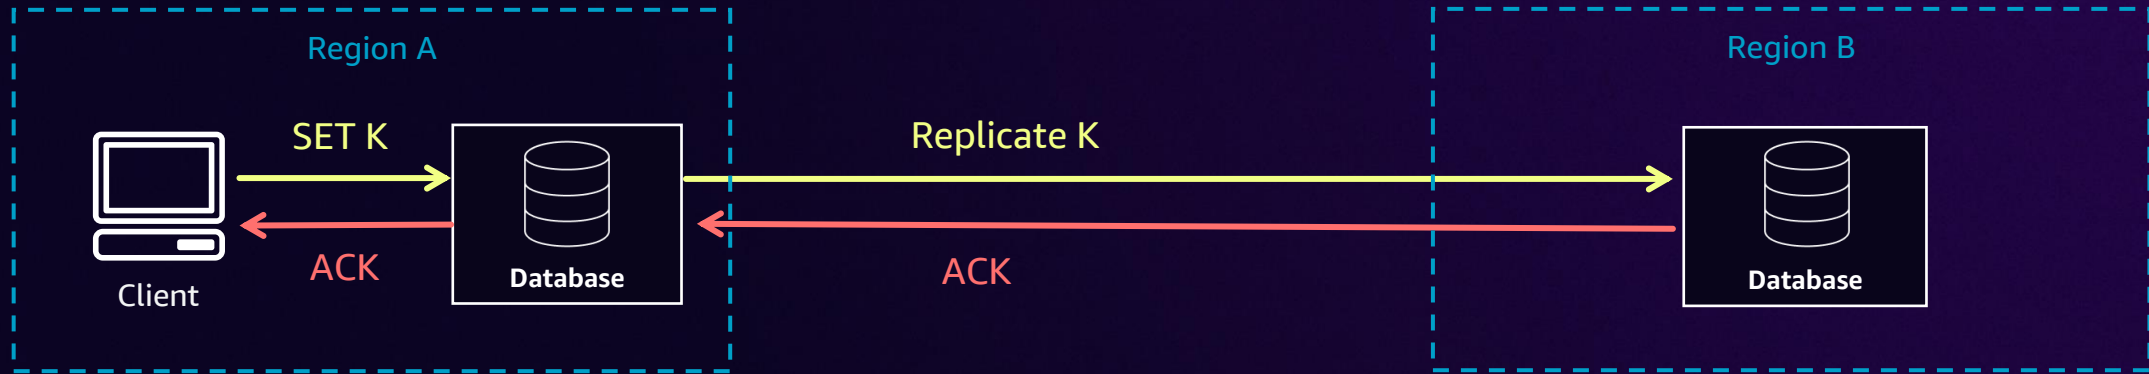 Region A
Region B
SET K
Replicate K
ACK
ACK
Client
Database
Database